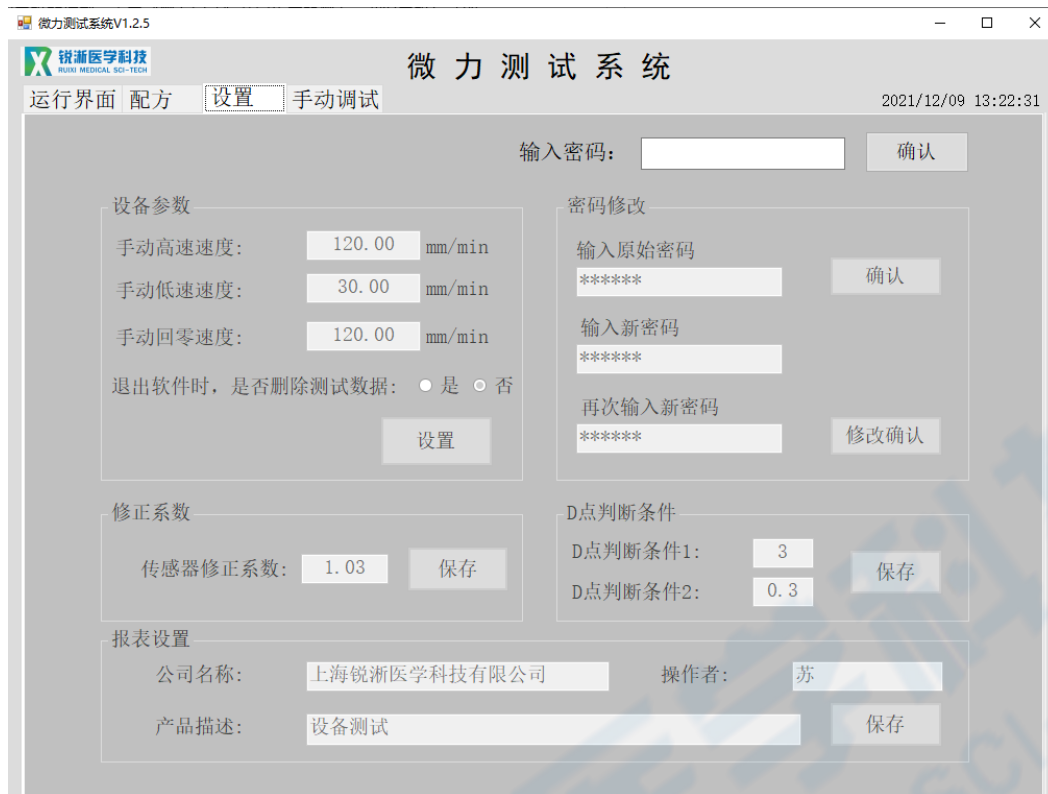 微力测试系统V1.2.5
锐浙医学科技
RUIXI MEDICAL SCI-TECH
微力测试系统
运行界面 配方 设置 手动调试
2021/12/09 13:22:31
输入密码： 确认
设备参数
手动高速速度: 120.00 mm/min
手动低速速度: 30.00 mm/min
手动回零速度: 120.00 mm/min
退出软件时，是否删除测试数据: 是 否
设置
密码修改
输入原始密码
****** 确认
输入新密码
******
再次输入新密码
****** 修改确认
修正系数
传感器修正系数: 1.03 保存
D点判断条件
D点判断条件1: 3
D点判断条件2: 0.3
保存
报表设置
公司名称: 上海锐浙医学科技有限公司 操作者: 苏
产品描述: 设备测试 保存